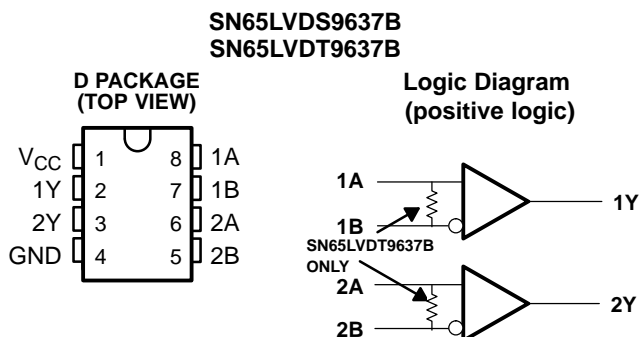 SN65LVDS9637B
SN65LVDT9637B
D PACKAGE
(TOP VIEW)
VCC 1 8 1A
1Y 2 7 1B
2Y 3 6 2A
GND 4 5 2B
Logic Diagram
(positive logic)
1A
1Y
1B
SN65LVDT9637B
ONLY
2A
2Y
2B